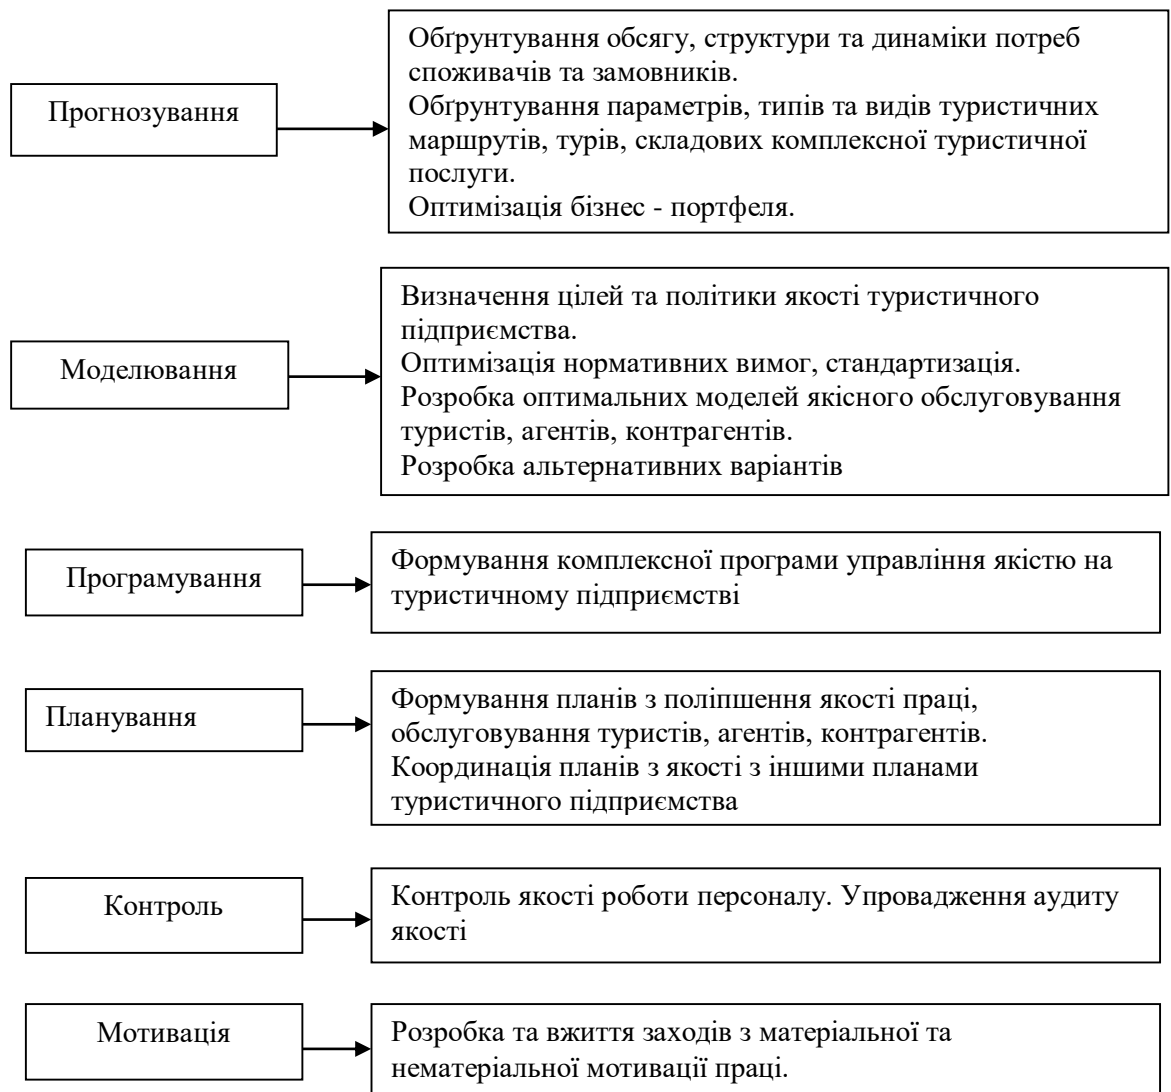 Прогнозування
Обґрунтування обсягу, структури та динаміки потреб
споживачів та замовників.
Обґрунтування параметрів, типів та видів туристичних
маршрутів, турів, складових комплексної туристичної
послуги.
Оптимізація бізнес - портфеля.
Моделювання
Визначення цілей та політики якості туристичного
підприємства.
Оптимізація нормативних вимог, стандартизація.
Розробка оптимальних моделей якісного обслуговування
туристів, агентів, контрагентів.
Розробка альтернативних варіантів
Програмування
Формування комплексної програми управління якістю на
туристичному підприємстві
Планування
Формування планів з поліпшення якості праці,
обслуговування туристів, агентів, контрагентів.
Координація планів з якості з іншими планами
туристичного підприємства
Контроль
Контроль якості роботи персоналу. Упровадження аудиту
якості
Мотивація
Розробка та вжиття заходів з матеріальної та
нематеріальної мотивації праці.